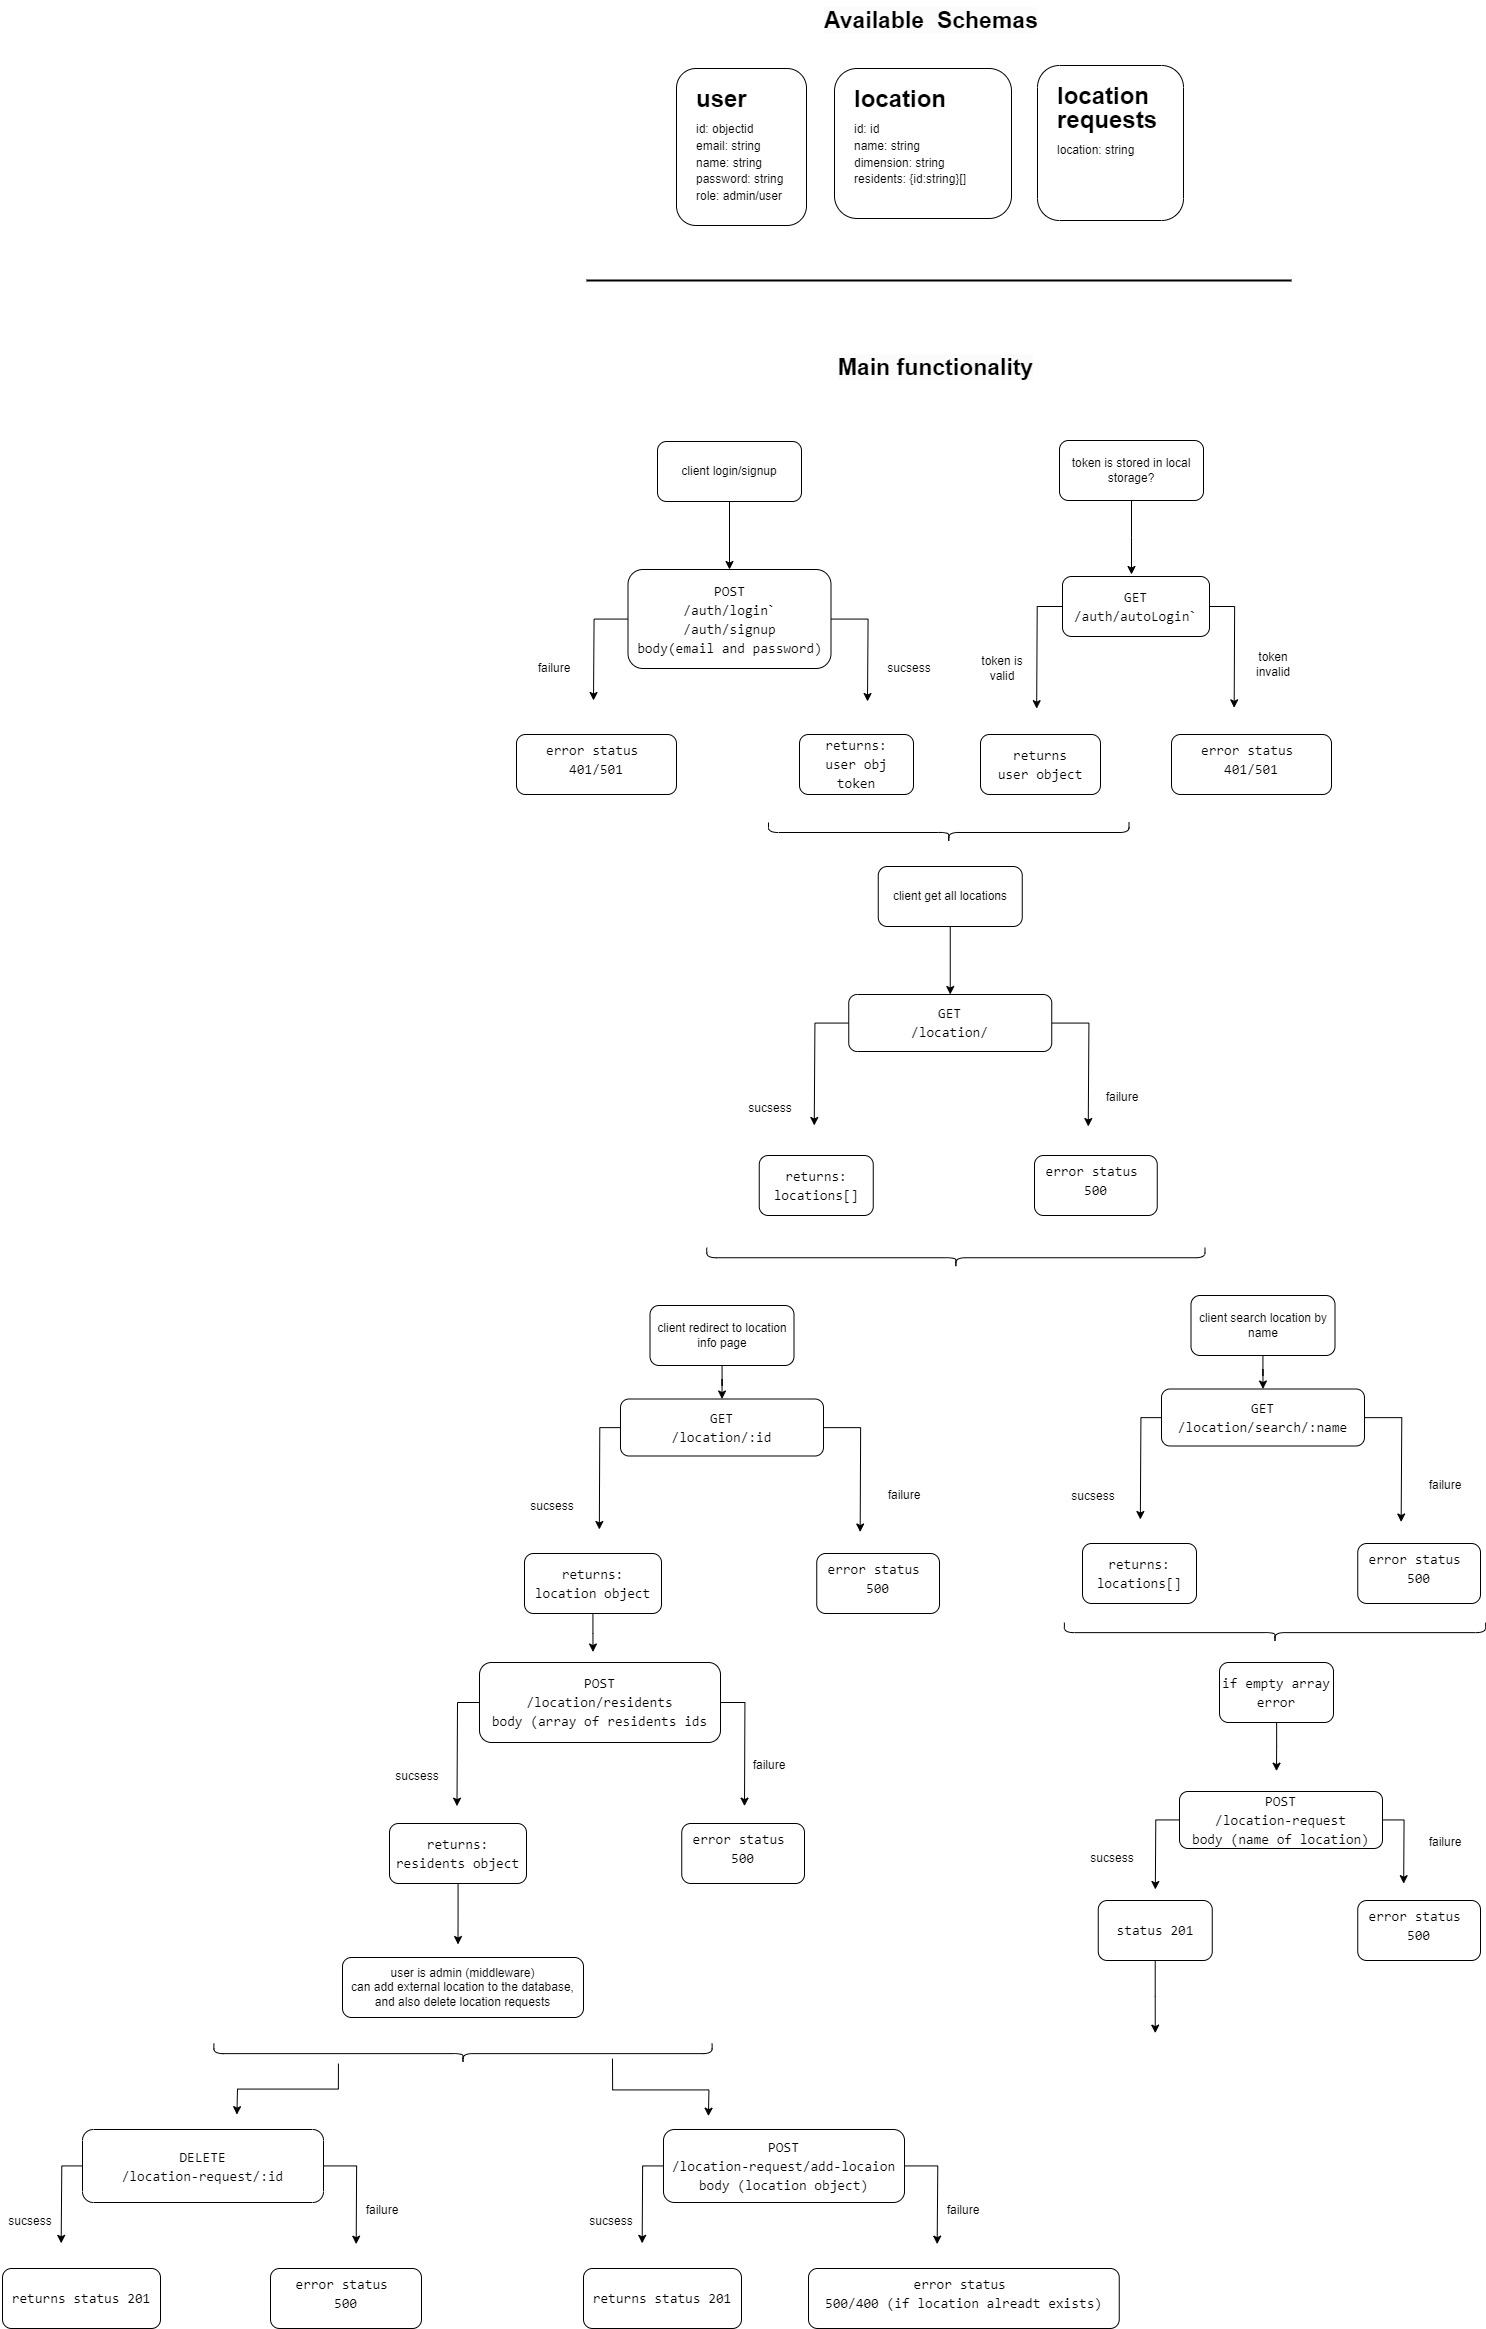 Available  Schemas
user
id: objectid
email: string
name: string
password: string
role: admin/user
location
id: id
name: string
dimension: string
residents: {id:string}[]
location
requests
location: string
Main functionality
client login/signup
token is stored in local
storage?
POST
/auth/login`
/auth/signup
body(email and password)
GET
/auth/autoLogin`
failure
sucsess
token is
valid
token
invalid
error status
401/501
returns:
user obj
token
returns
user object
error status
401/501
client get all locations
GET
/location/
sucsess
failure
returns:
locations[]
error status
500
client redirect to location
info page
GET
/location/:id
sucsess
failure
returns:
location object
error status
500
POST
/location/residents
body (array of residents ids
sucsess
failure
returns:
residents object
error status
500
user is admin (middleware)
can add external location to the database,
and also delete location requests
client search location by
name
GET
/location/search/:name
sucsess
failure
returns:
locations[]
error status
500
if empty array
error
POST
/location-request
body (name of location)
sucsess
failure
status 201
error status
500
DELETE
/location-request/:id
sucsess
failure
returns status 201
error status
500
POST
/location-request/add-locaion
body (location object)
sucsess
failure
returns status 201
error status
500/400 (if location alreadt exists)